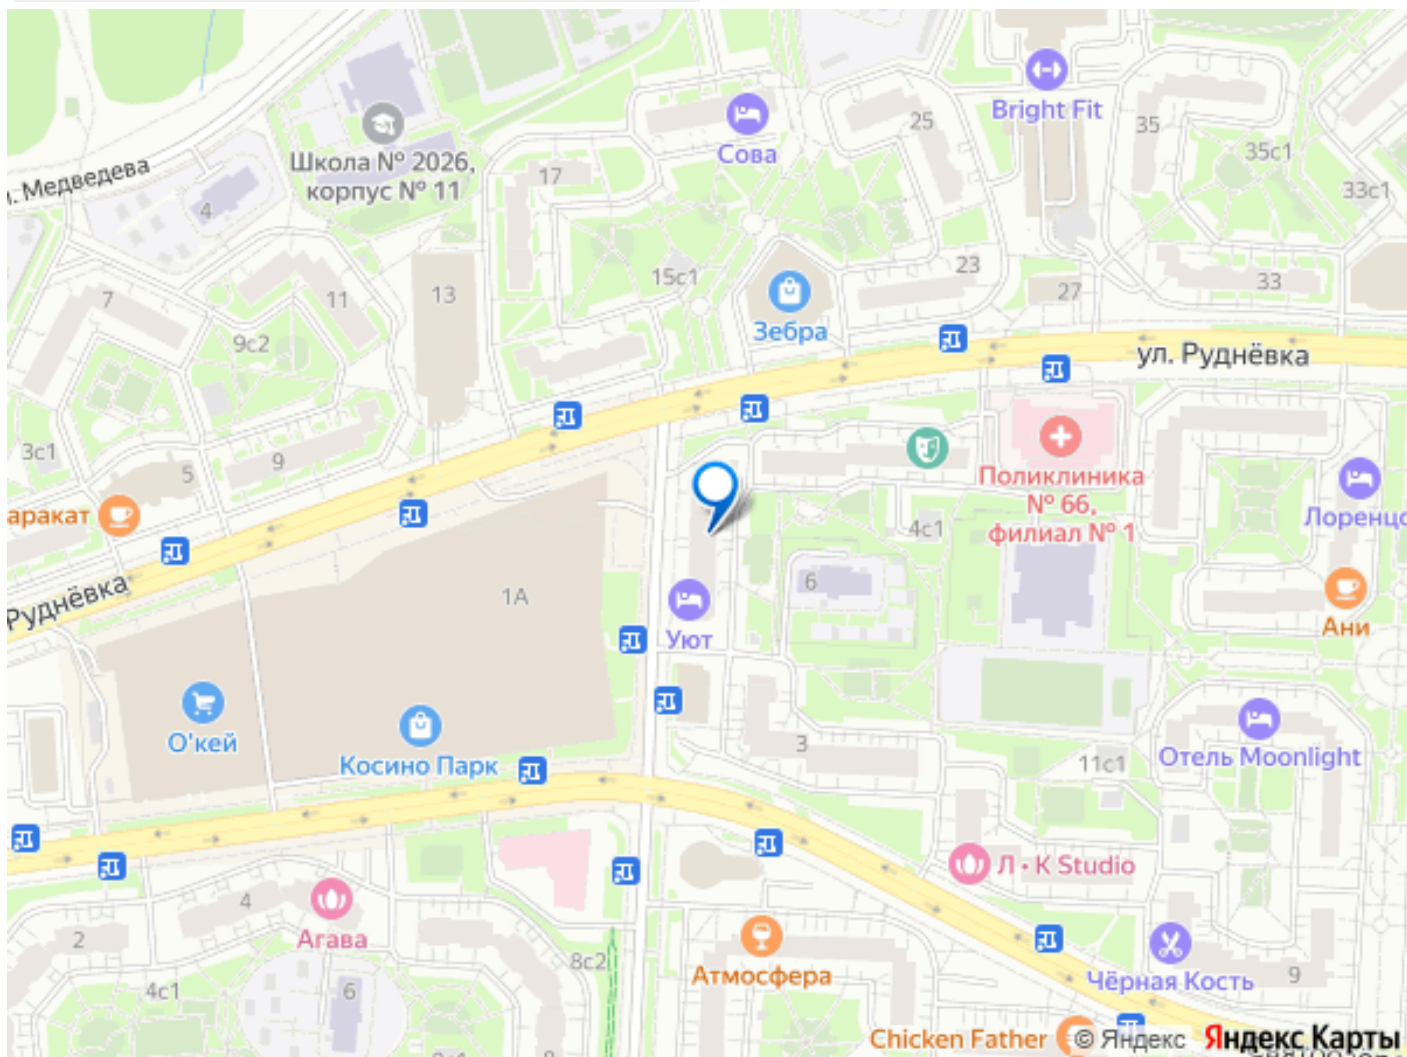 Bright Fit
25
35
Сова
35с1
Школа № 2026,
корпус № 11
л. Медведева
17
33с1
4
23
15с1
33
27
7
11
13
Зебра
9с2
ул. Руднёвка
3с1
9
5
Поликлиника
№ 66,
филиал № 1
аракат
Лоренцо
4с1
6
1А
Руднёвка
Ани
Уют
О'кей
Косино Парк
3
Отель Moonlight
11с1
Л • К Studio
4
2
Агава
8с2
Атмосфера
Чёрная Кость
9
4с1
6
Chicken Father
© Яндекс
Яндекс Карты
8